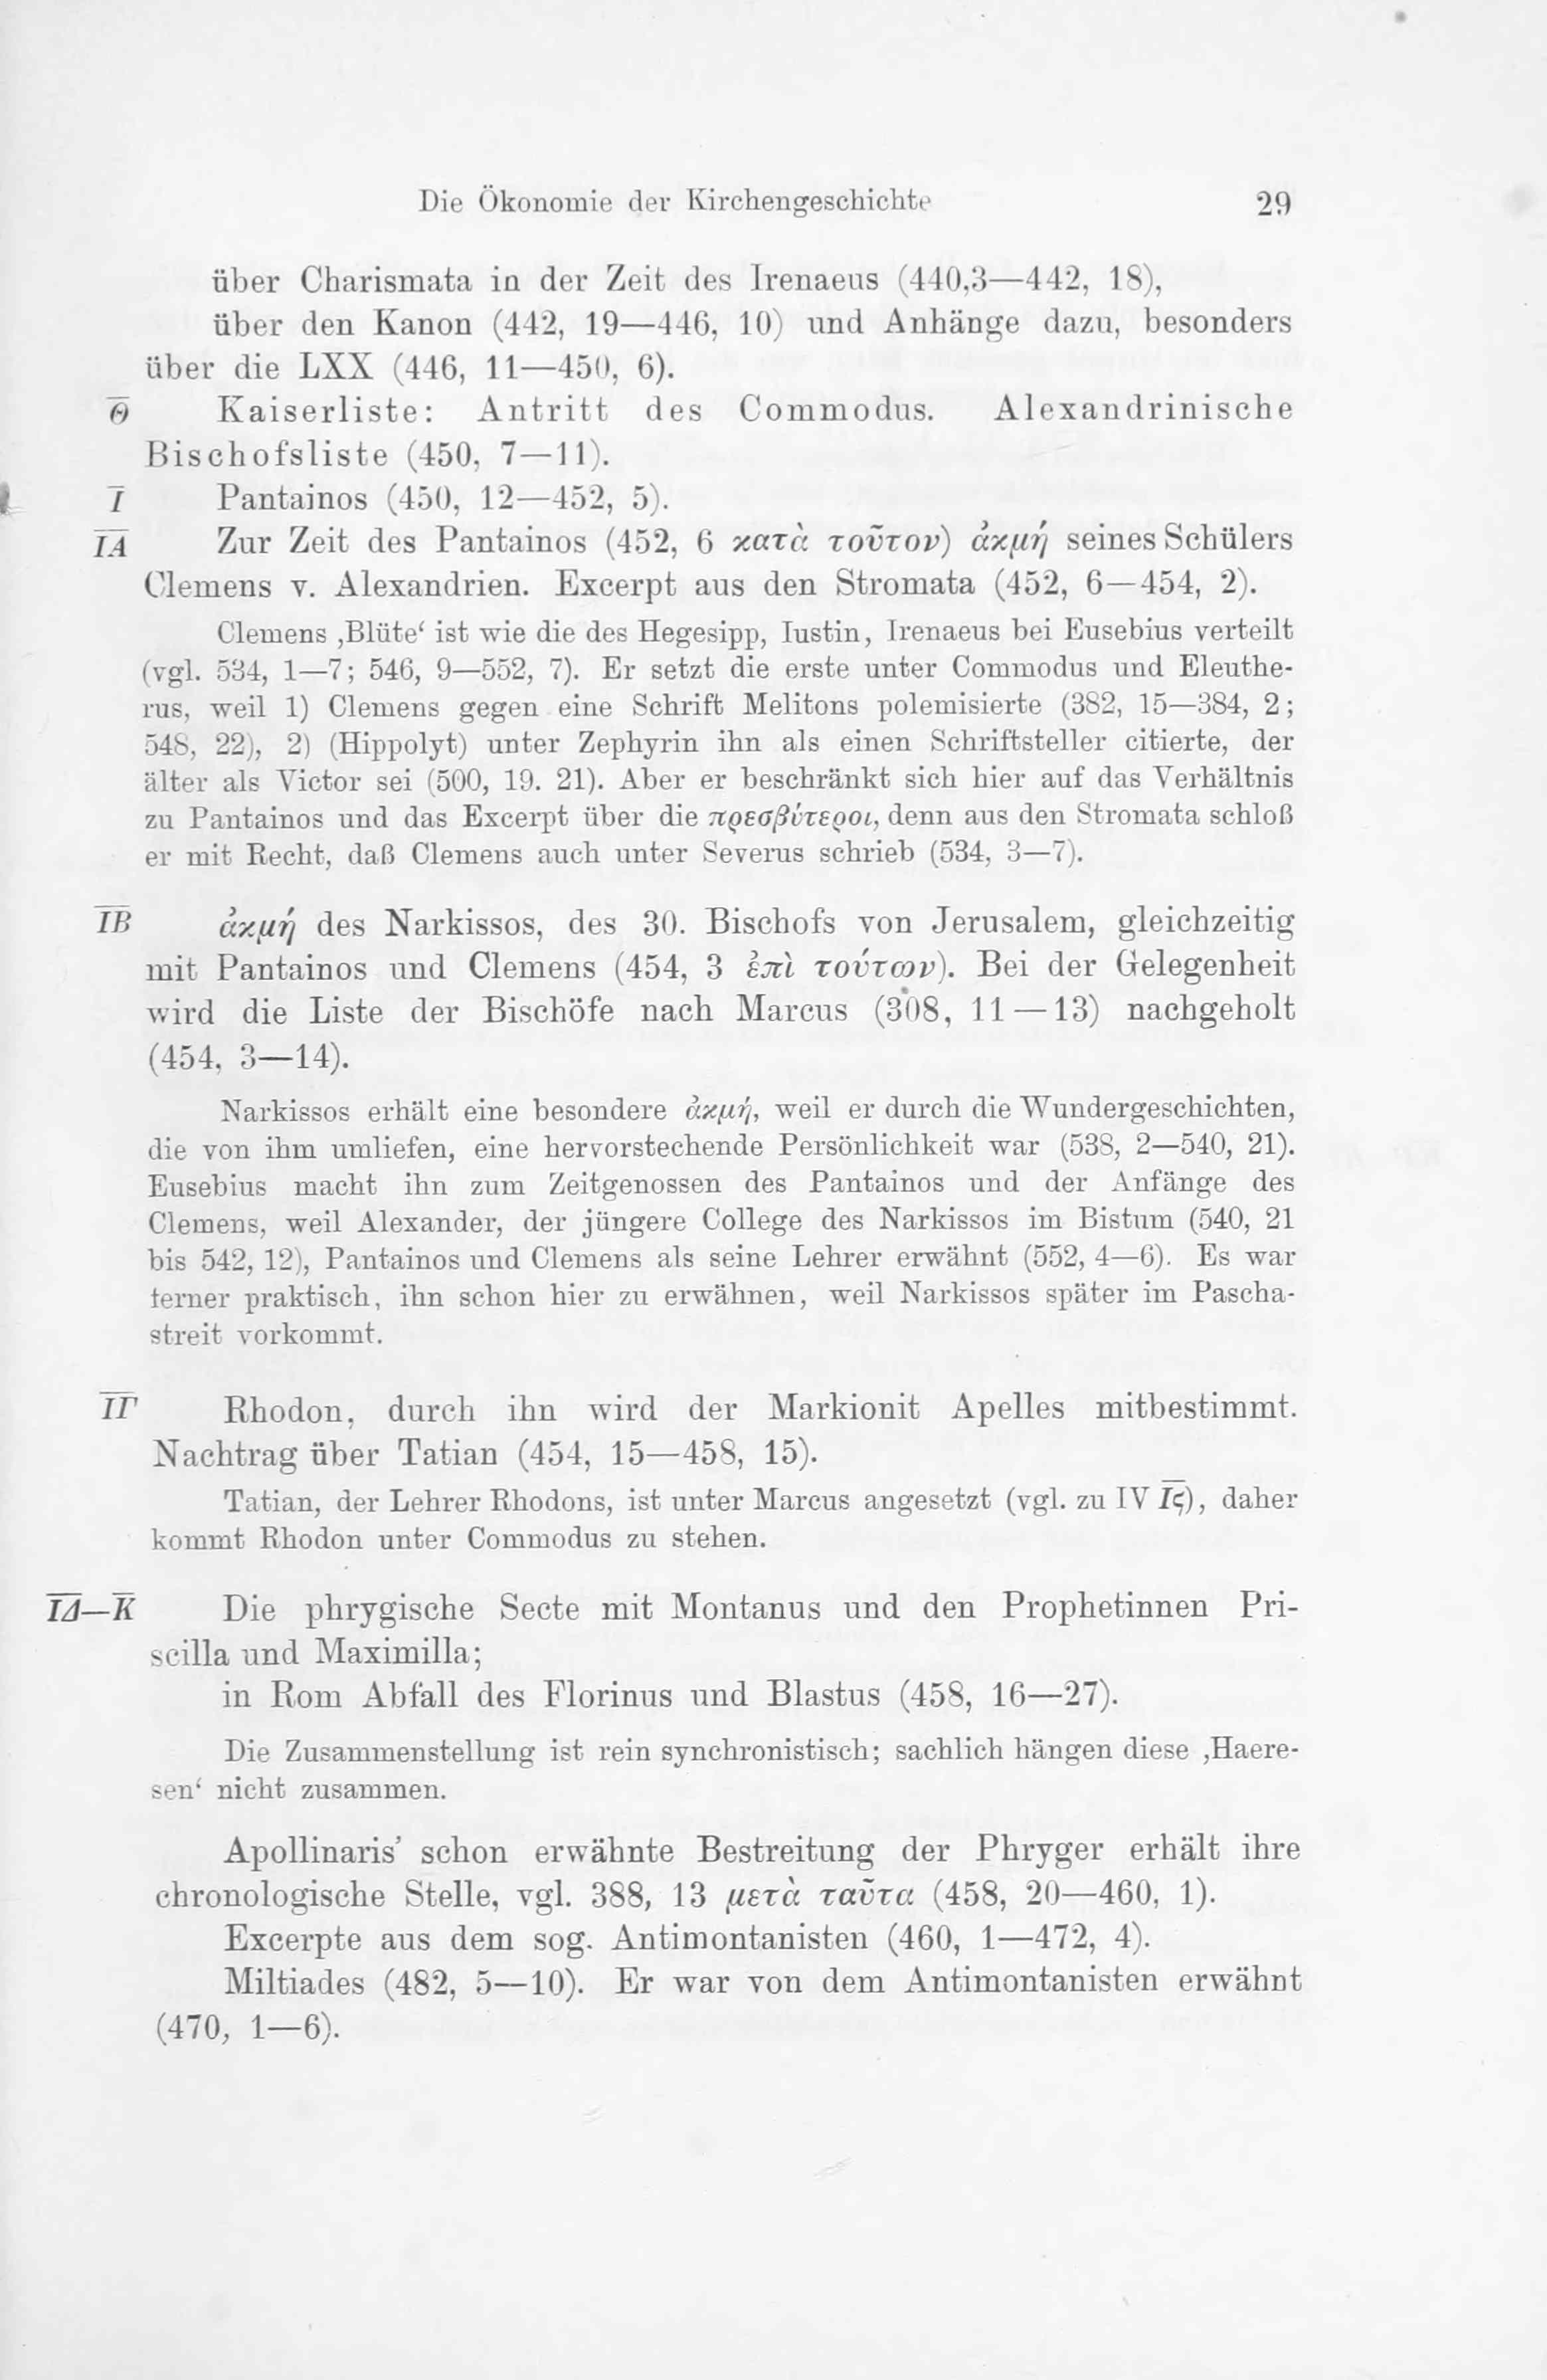 Die Ökonomie der Kirchengeschichte 29
über Charismata in der Zeit des Irenaeus (440,3—442, 18),
über den Kanon (442, 19—446, 10) und Anhänge dazu, besonders
über die LXX (446, 11—450, 6).
Θ̅ Kaiserliste: Antritt des Commodus. Alexandrinische
Bischofsliste (450, 7—11).
Ι̅ Pantainos (450, 12—452, 5).
Ι̅Α̅ Zur Zeit des Pantainos (452, 6 κατὰ τοῦτον) ἀκμή seines Schülers
Clemens v. Alexandrien. Excerpt aus den Stromata (452, 6—454, 2).
Clemens ‚Blüte‘ ist wie die des Hegesipp, Iustin, Irenaeus bei Eusebius verteilt
(vgl. 534, 1—7; 546, 9—552, 7). Er setzt die erste unter Commodus und Eleuthe-
rus, weil 1) Clemens gegen eine Schrift Melitons polemisierte (382, 15—384, 2;
548, 22), 2) (Hippolyt) unter Zephyrin ihn als einen Schriftsteller citierte, der
älter als Victor sei (500, 19. 21). Aber er beschränkt sich hier auf das Verhältnis
zu Pantainos und das Excerpt über die πρεσβύτεροι, denn aus den Stromata schloß
er mit Recht, daß Clemens auch unter Severus schrieb (534, 3—7).
Ι̅Β̅ ἀκμή des Narkissos, des 30. Bischofs von Jerusalem, gleichzeitig
mit Pantainos und Clemens (454, 3 ἐπὶ τούτων). Bei der Gelegenheit
wird die Liste der Bischöfe nach Marcus (308, 11—13) nachgeholt
(454, 3—14).
Narkissos erhält eine besondere ἀκμή, weil er durch die Wundergeschichten,
die von ihm umliefen, eine hervorstechende Persönlichkeit war (538, 2—540, 21).
Eusebius macht ihn zum Zeitgenossen des Pantainos und der Anfänge des
Clemens, weil Alexander, der jüngere College des Narkissos im Bistum (540, 21
bis 542, 12), Pantainos und Clemens als seine Lehrer erwähnt (552, 4—6). Es war
ferner praktisch, ihn schon hier zu erwähnen, weil Narkissos später im Pascha-
streit vorkommt.
Ι̅Γ̅ Rhodon, durch ihn wird der Markionit Apelles mitbestimmt.
Nachtrag über Tatian (454, 15—458, 15).
Tatian, der Lehrer Rhodons, ist unter Marcus angesetzt (vgl. zu IV Ι̅ς̅), daher
kommt Rhodon unter Commodus zu stehen.
Ι̅Δ̅—Κ̅ Die phrygische Secte mit Montanus und den Prophetinnen Pri-
scilla und Maximilla;
in Rom Abfall des Florinus und Blastus (458, 16—27).
Die Zusammenstellung ist rein synchronistisch; sachlich hängen diese ‚Haere-
sen‘ nicht zusammen.
Apollinaris’ schon erwähnte Bestreitung der Phryger erhält ihre
chronologische Stelle, vgl. 388, 13 μετὰ ταῦτα (458, 20—460, 1).
Excerpte aus dem sog. Antimontanisten (460, 1—472, 4).
Miltiades (482, 5—10). Er war von dem Antimontanisten erwähnt
(470, 1—6).